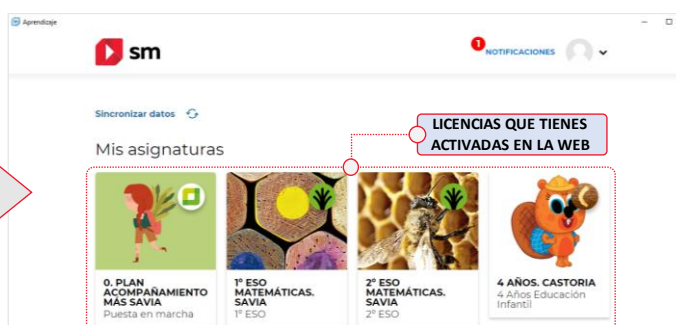 Aprendizaje
sm
1
NOTIFICACIONES
Sincronizar datos
LICENCIAS QUE TIENES
ACTIVADAS EN LA WEB
Mis asignaturas
0. PLAN
ACOMPAÑAMIENTO
MÁS SAVIA
Puesta en marcha
1º ESO
MATEMÁTICAS.
SAVIA
1º ESO
2º ESO
MATEMÁTICAS.
SAVIA
2º ESO
4 AÑOS. CASTORIA
4 Años Educación
Infantil